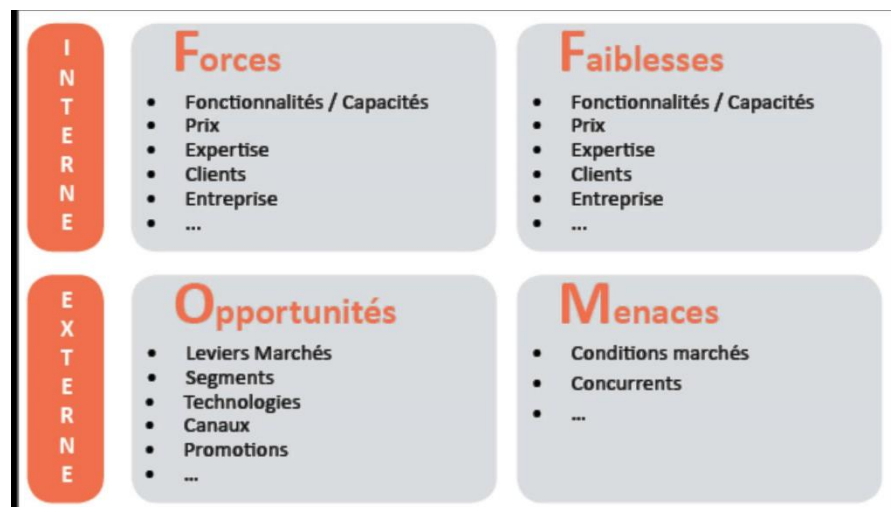 INTERNE
Forces
• Fonctionnalités / Capacités
• Prix
• Expertise
• Clients
• Entreprise
• ...
Faiblesses
• Fonctionnalités / Capacités
• Prix
• Expertise
• Clients
• Entreprise
• ...
EXTERNE
Opportunités
• Leviers Marchés
• Segments
• Technologies
• Canaux
• Promotions
• ...
Menaces
• Conditions marchés
• Concurrents
• ...